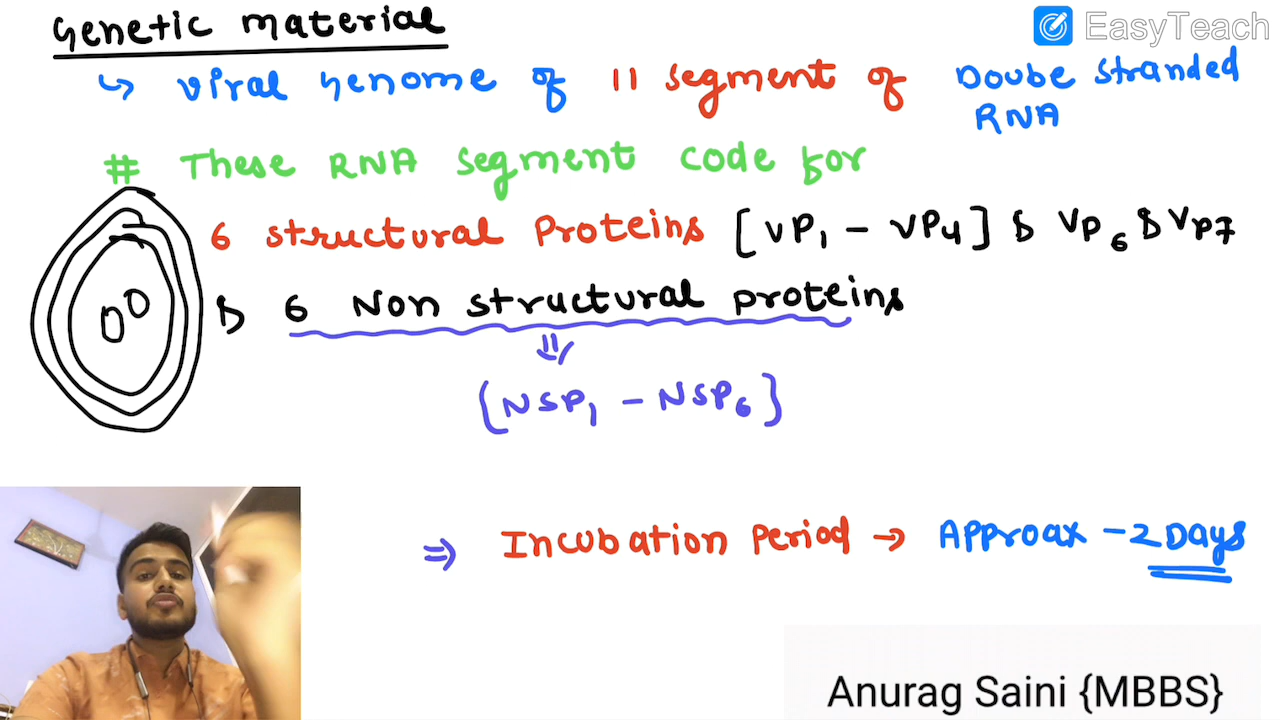 Genetic material
EasyTeach
↳ viral genome of 11 segment of Doube stranded
RNA
# These RNA segment code for
6 structural Proteins [VP1 - VP4] & VP6 & VP7
& 6 Non structural proteins
(NSP1 - NSP6)
⇒ Incubation Period → Approax - 2 Days
Anurag Saini {MBBS}